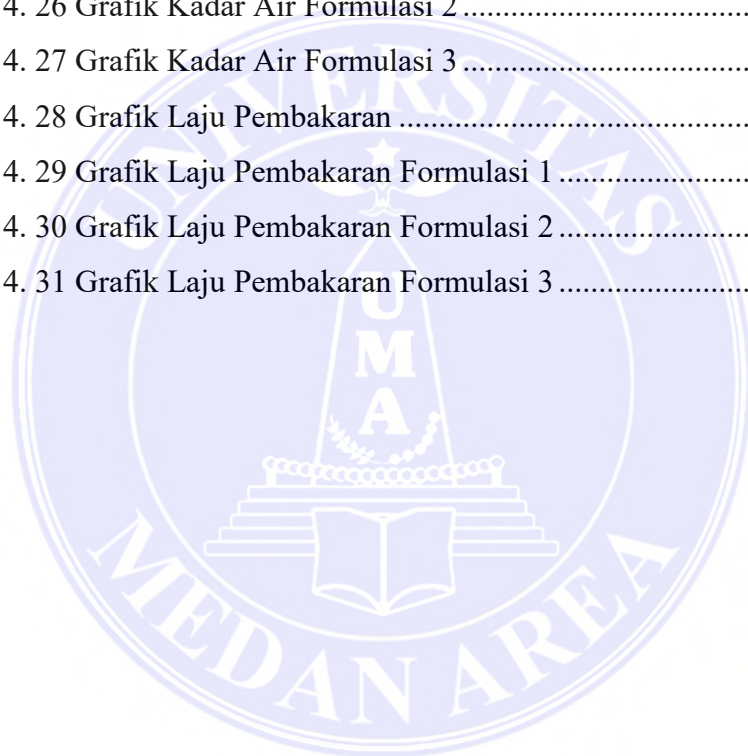 4. 26 Grafik Kadar Air Formulasi 2 ................................
4. 27 Grafik Kadar Air Formulasi 3 ................................
4. 28 Grafik Laju Pembakaran .......................................
4. 29 Grafik Laju Pembakaran Formulasi 1 .....................
4. 30 Grafik Laju Pembakaran Formulasi 2 .....................
4. 31 Grafik Laju Pembakaran Formulasi 3 .....................
UNIVERSITAS
UMA
MEDAN AREA